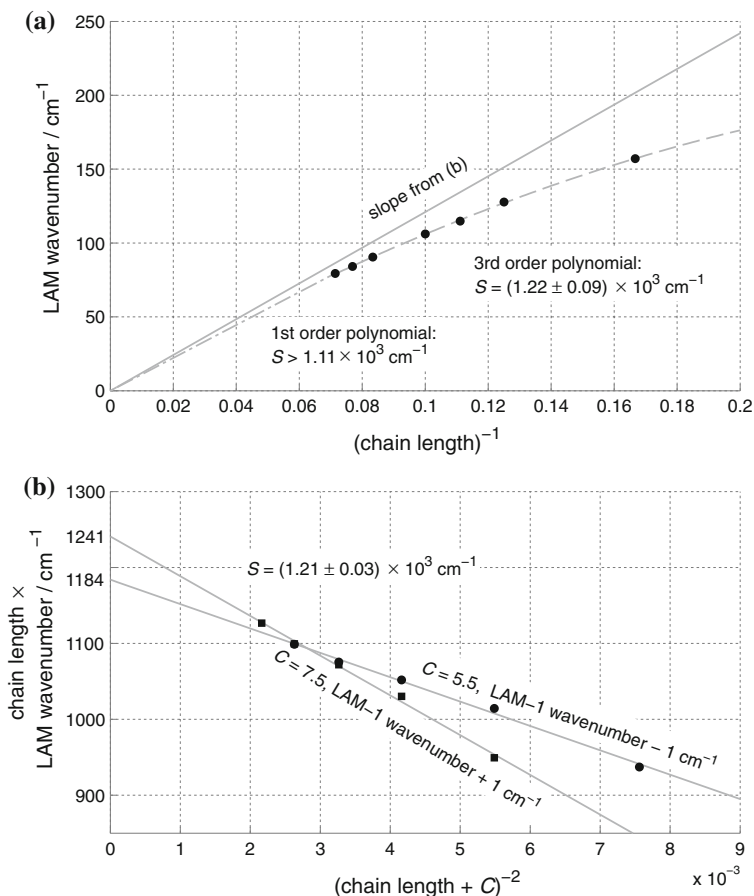 (a)
250
200
150
100
50
0
LAM wavenumber / cm⁻¹
slope from (b)
3rd order polynomial:
S = (1.22 ± 0.09) × 10³ cm⁻¹
1st order polynomial:
S > 1.11 × 10³ cm⁻¹
0 0.02 0.04 0.06 0.08 0.1 0.12 0.14 0.16 0.18 0.2
(chain length)⁻¹
(b)
1300
1241
1184
1100
1000
900
chain length ×
LAM wavenumber / cm⁻¹
S = (1.21 ± 0.03) × 10³ cm⁻¹
C = 5.5, LAM–1 wavenumber – 1 cm⁻¹
C = 7.5, LAM–1 wavenumber + 1 cm⁻¹
0 1 2 3 4 5 6 7 8 9
x 10⁻³
(chain length + C)⁻²